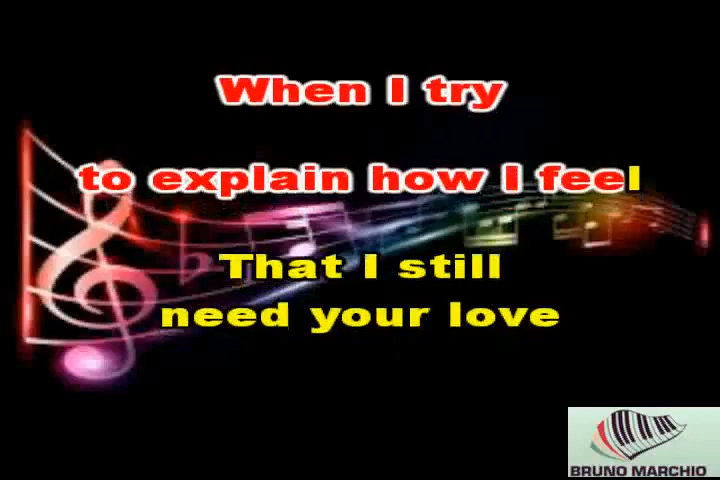 When I try
to explain how I feel
That I still
need your love
BRUNO MARCHIO